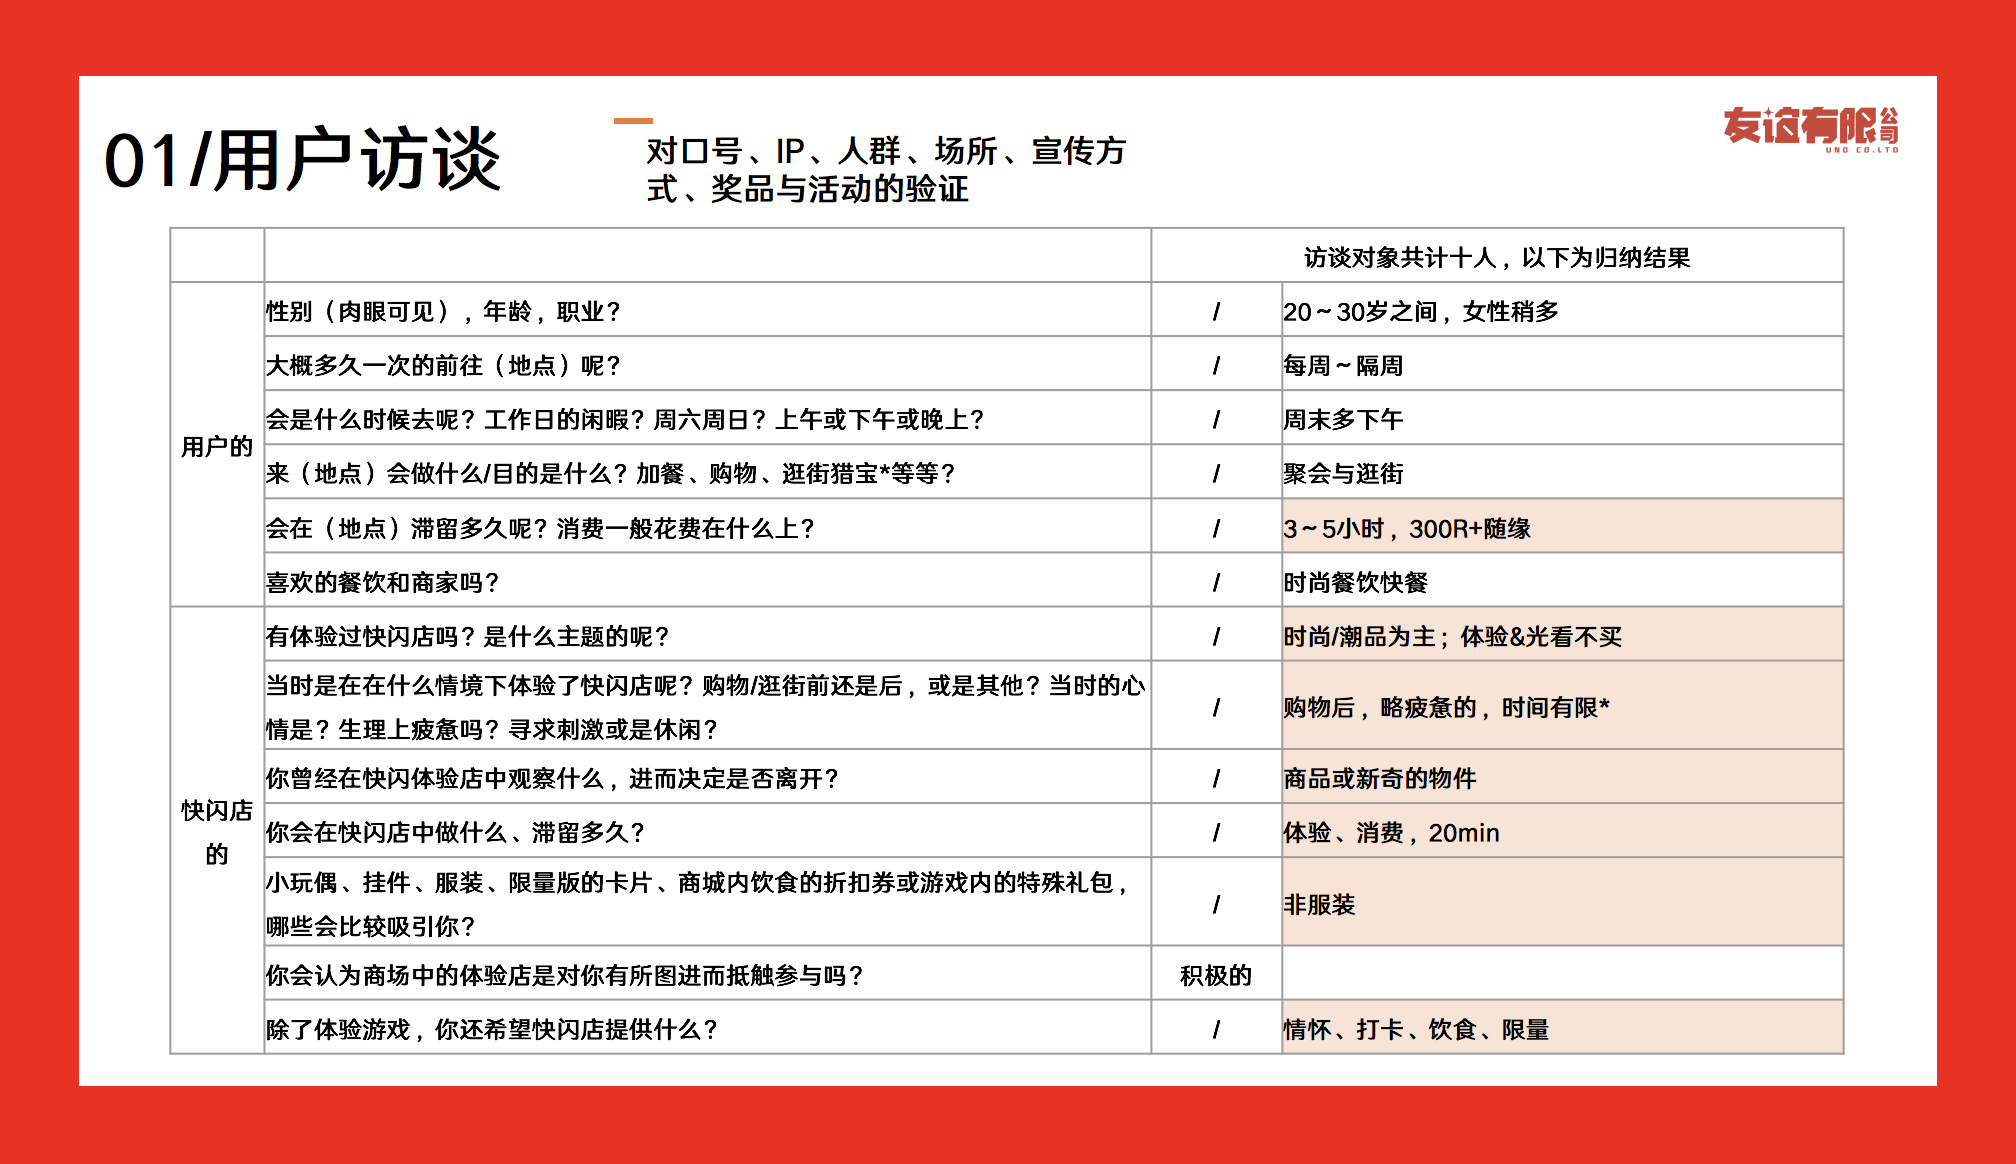 01/用户访谈
对口号、IP、人群、场所、宣传方
式、奖品与活动的验证
友谊有限公司
UNO CO.LTD
访谈对象共计十人，以下为归纳结果
用户的
性别（肉眼可见），年龄，职业？ / 20～30岁之间，女性稍多
大概多久一次的前往（地点）呢？ / 每周～隔周
会是什么时候去呢？工作日的闲暇？周六周日？上午或下午或晚上？ / 周末多下午
来（地点）会做什么/目的是什么？加餐、购物、逛街猎宝*等等？ / 聚会与逛街
会在（地点）滞留多久呢？消费一般花费在什么上？ / 3～5小时，300R+随缘
喜欢的餐饮和商家吗？ / 时尚餐饮快餐
快闪店
的
有体验过快闪店吗？是什么主题的呢？ / 时尚/潮品为主；体验&光看不买
当时是在在什么情境下体验了快闪店呢？购物/逛街前还是后，或是其他？当时的心
情是？生理上疲惫吗？寻求刺激或是休闲？ / 购物后，略疲惫的，时间有限*
你曾经在快闪体验店中观察什么，进而决定是否离开？ / 商品或新奇的物件
你会在快闪店中做什么、滞留多久？ / 体验、消费，20min
小玩偶、挂件、服装、限量版的卡片、商城内饮食的折扣券或游戏内的特殊礼包，
哪些会比较吸引你？ / 非服装
你会认为商场中的体验店是对你有所图进而抵触参与吗？ 积极的
除了体验游戏，你还希望快闪店提供什么？ / 情怀、打卡、饮食、限量